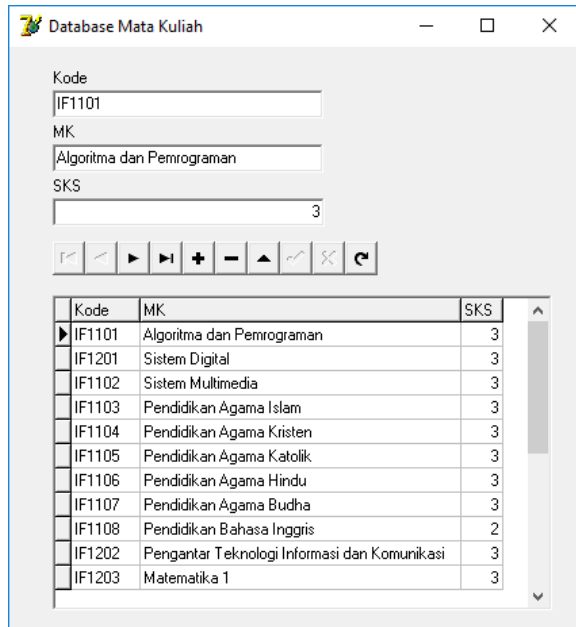 Database Mata Kuliah
Kode
IF1101
MK
Algoritma dan Pemrograman
SKS
3
Kode MK SKS
IF1101 Algoritma dan Pemrograman 3
IF1201 Sistem Digital 3
IF1102 Sistem Multimedia 3
IF1103 Pendidikan Agama Islam 3
IF1104 Pendidikan Agama Kristen 3
IF1105 Pendidikan Agama Katolik 3
IF1106 Pendidikan Agama Hindu 3
IF1107 Pendidikan Agama Budha 3
IF1108 Pendidikan Bahasa Inggris 2
IF1202 Pengantar Teknologi Informasi dan Komunikasi 3
IF1203 Matematika 1 3